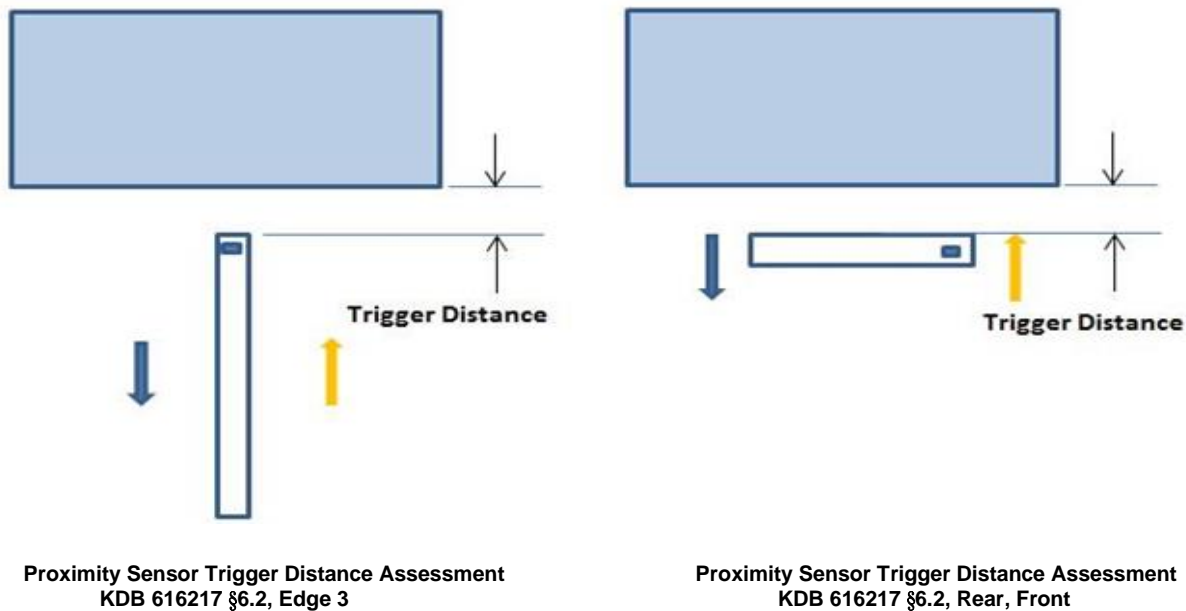 Trigger Distance
Trigger Distance
Proximity Sensor Trigger Distance Assessment
KDB 616217 §6.2, Edge 3
Proximity Sensor Trigger Distance Assessment
KDB 616217 §6.2, Rear, Front